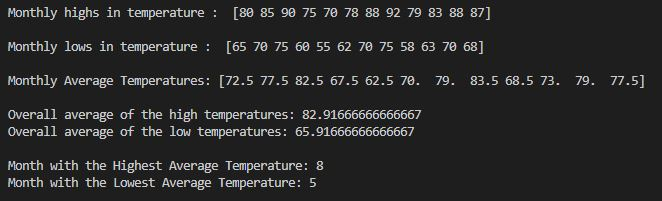 Monthly highs in temperature :  [80 85 90 75 70 78 88 92 79 83 88 87]
Monthly lows in temperature :  [65 70 75 60 55 62 70 75 58 63 70 68]
Monthly Average Temperatures: [72.5 77.5 82.5 67.5 62.5 70.  79.  83.5 68.5 73.  79.  77.5]
Overall average of the high temperatures: 82.91666666666667
Overall average of the low temperatures: 65.91666666666667
Month with the Highest Average Temperature: 8
Month with the Lowest Average Temperature: 5